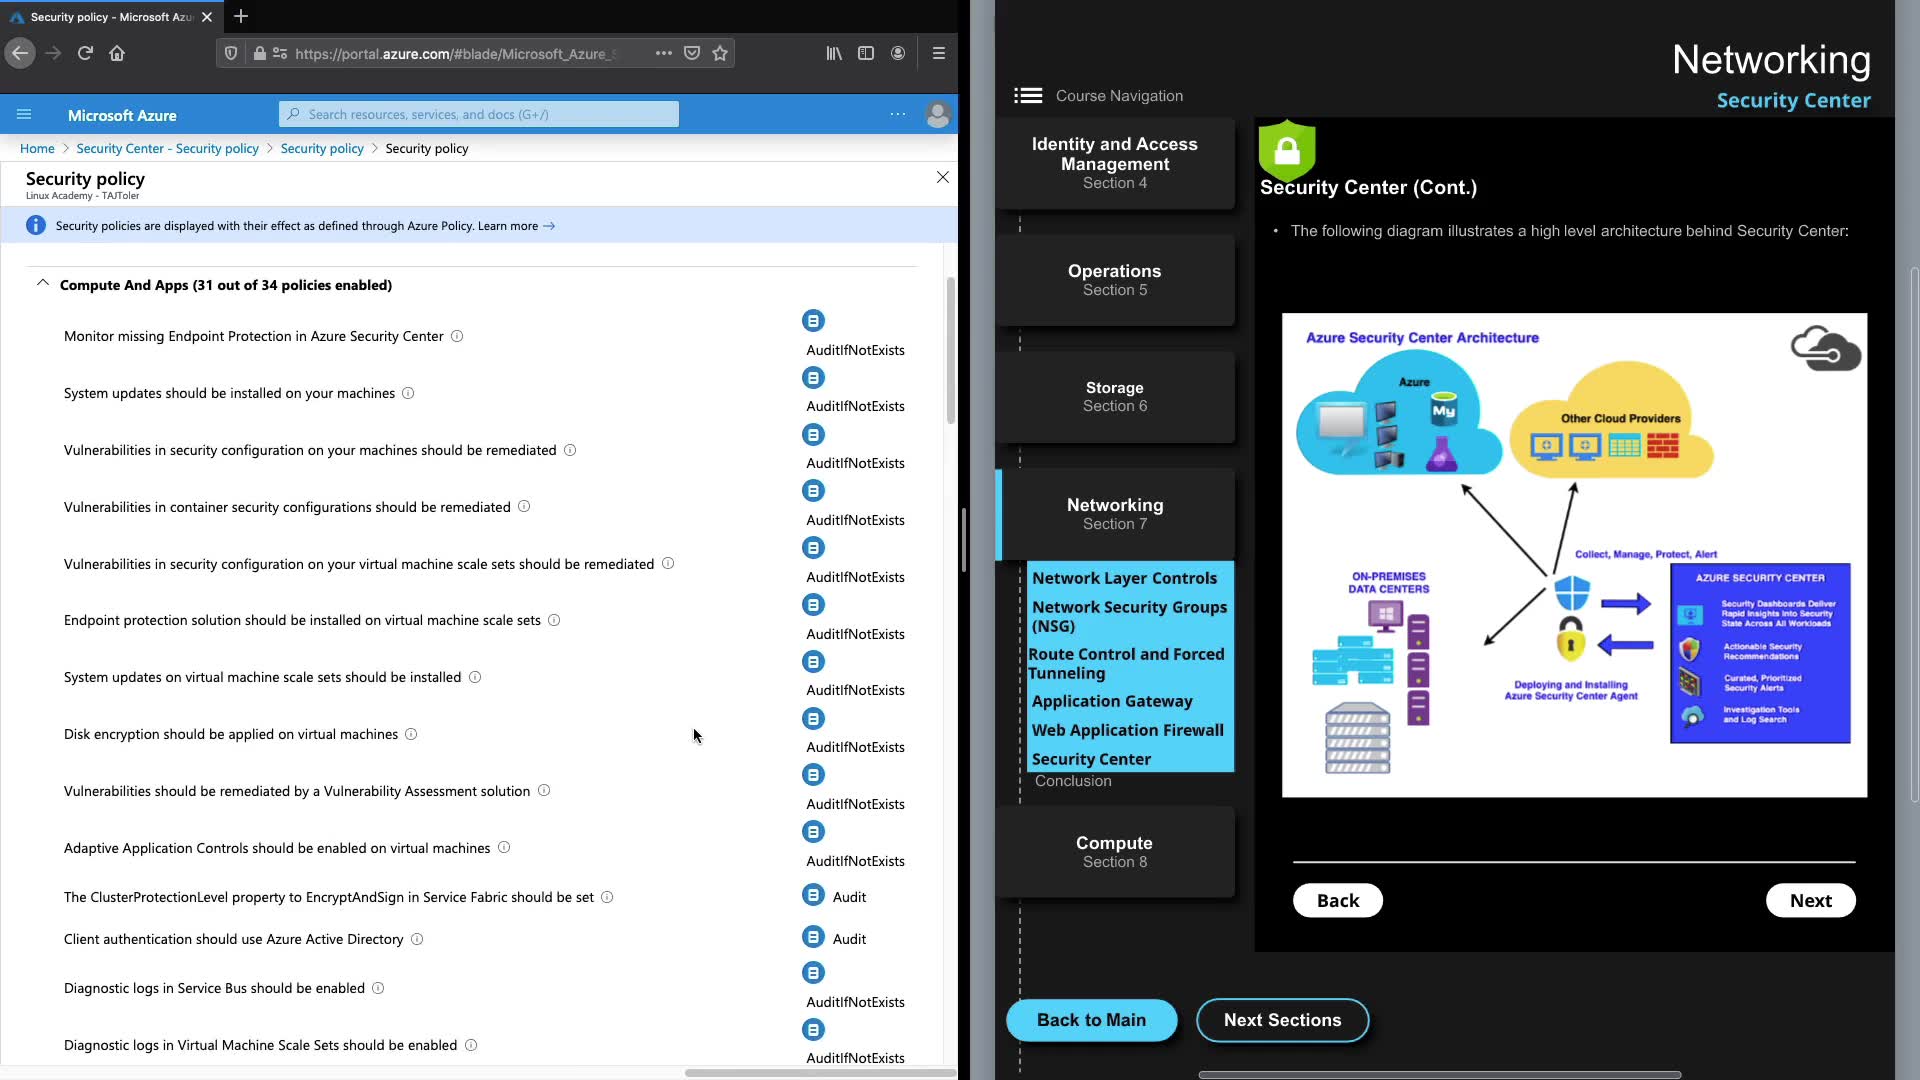 Security policy - Microsoft Azu
https://portal.azure.com/#blade/Microsoft_Azure_S
Microsoft Azure
Search resources, services, and docs (G+/)
Home > Security Center - Security policy > Security policy > Security policy
Security policy
Linux Academy - TAJToler
Security policies are displayed with their effect as defined through Azure Policy. Learn more →
Compute And Apps (31 out of 34 policies enabled)
Monitor missing Endpoint Protection in Azure Security Center
AuditIfNotExists
System updates should be installed on your machines
AuditIfNotExists
Vulnerabilities in security configuration on your machines should be remediated
AuditIfNotExists
Vulnerabilities in container security configurations should be remediated
AuditIfNotExists
Vulnerabilities in security configuration on your virtual machine scale sets should be remediated
AuditIfNotExists
Endpoint protection solution should be installed on virtual machine scale sets
AuditIfNotExists
System updates on virtual machine scale sets should be installed
AuditIfNotExists
Disk encryption should be applied on virtual machines
AuditIfNotExists
Vulnerabilities should be remediated by a Vulnerability Assessment solution
AuditIfNotExists
Adaptive Application Controls should be enabled on virtual machines
AuditIfNotExists
The ClusterProtectionLevel property to EncryptAndSign in Service Fabric should be set
Audit
Client authentication should use Azure Active Directory
Audit
Diagnostic logs in Service Bus should be enabled
AuditIfNotExists
Diagnostic logs in Virtual Machine Scale Sets should be enabled
AuditIfNotExists
Networking
Security Center
Course Navigation
Identity and Access
Management
Section 4
Operations
Section 5
Storage
Section 6
Networking
Section 7
Network Layer Controls
Network Security Groups
(NSG)
Route Control and Forced
Tunneling
Application Gateway
Web Application Firewall
Security Center
Conclusion
Compute
Section 8
Back to Main
Next Sections
Security Center (Cont.)
• The following diagram illustrates a high level architecture behind Security Center:
Azure Security Center Architecture
Azure
My
Other Cloud Providers
Collect, Manage, Protect, Alert
ON-PREMISES
DATA CENTERS
AZURE SECURITY CENTER
Security Dashboards Deliver
Rapid Insights Into Security
State Across All Workloads
Actionable Security
Recommendations
Curated, Prioritized
Security Alerts
Investigation Tools
and Log Search
Deploying and Installing
Azure Security Center Agent
Back
Next